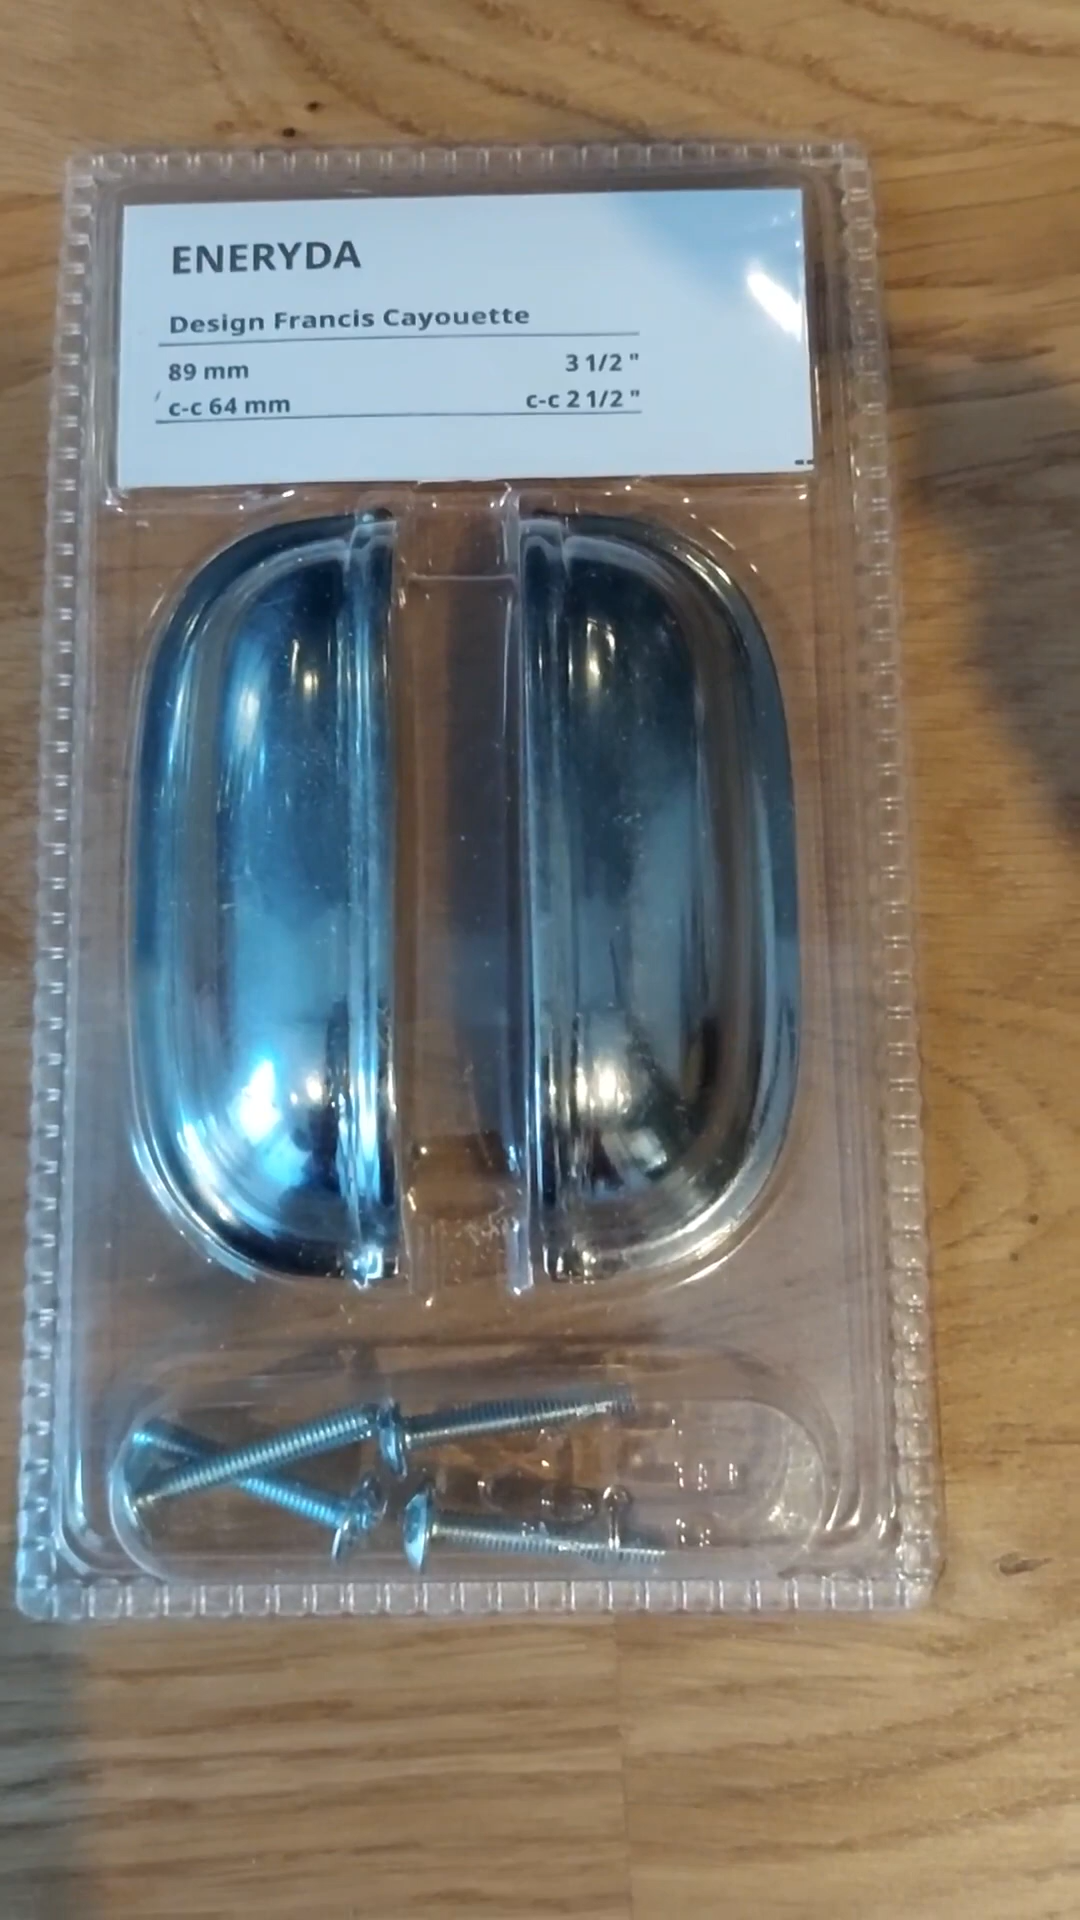 ENERYDA
Design Francis Cayouette
89 mm 3 1/2 "
c-c 64 mm c-c 2 1/2 "